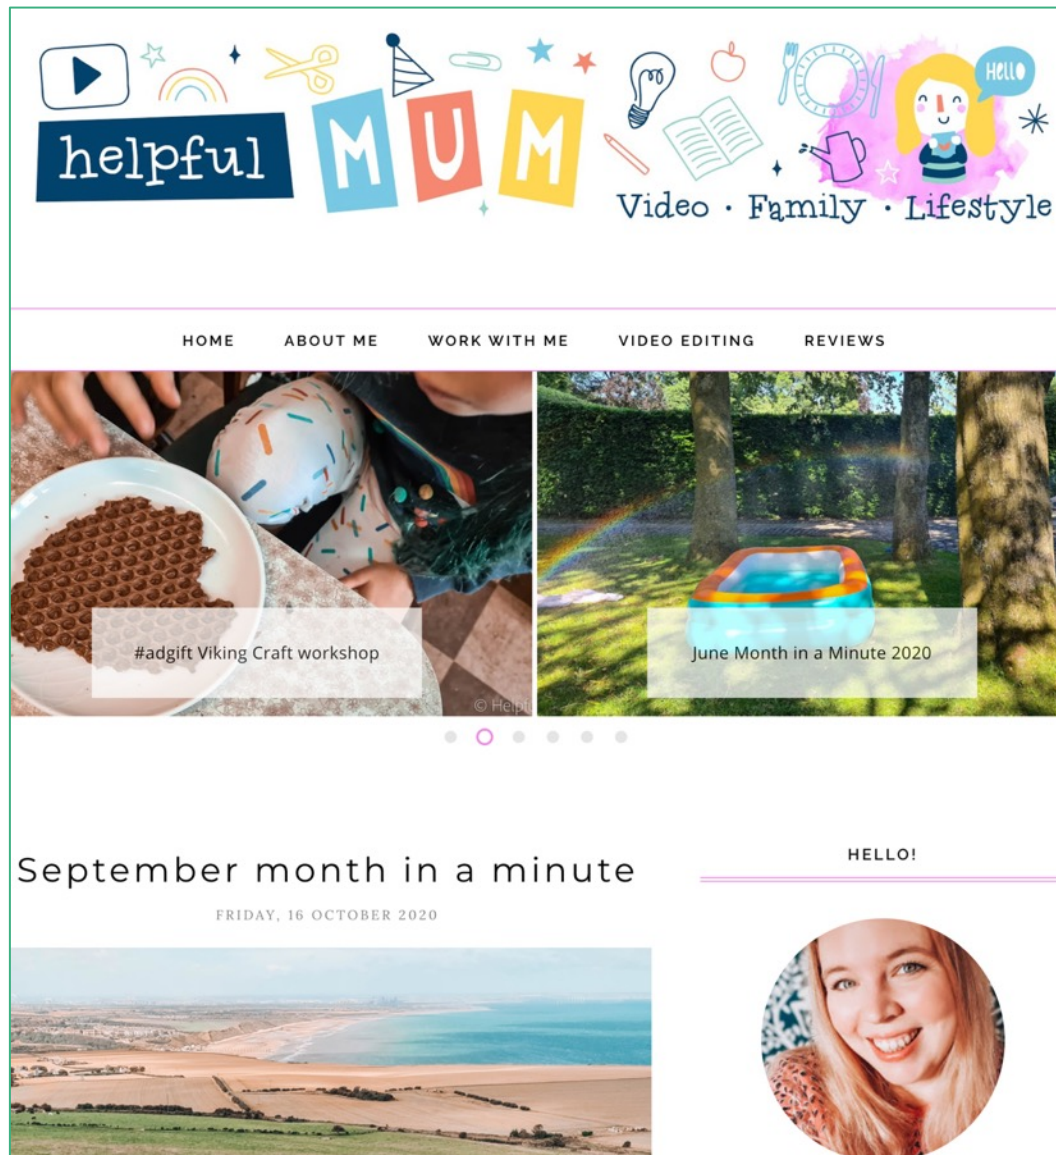 HELLO
helpful MUM
Video · Family · Lifestyle
HOME ABOUT ME WORK WITH ME VIDEO EDITING REVIEWS
#adgift Viking Craft workshop
June Month in a Minute 2020
September month in a minute
FRIDAY, 16 OCTOBER 2020
HELLO!